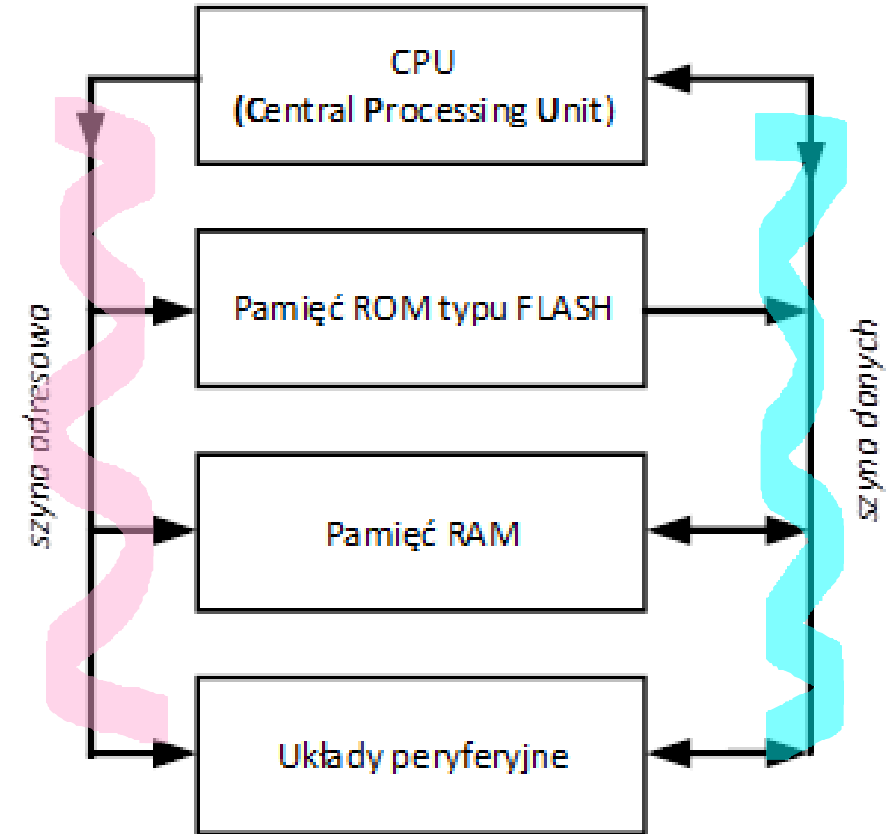 CPU
(Central Processing Unit)
Pamięć ROM typu FLASH
szyna adresowa
szyna danych
Pamięć RAM
Układy peryferyjne